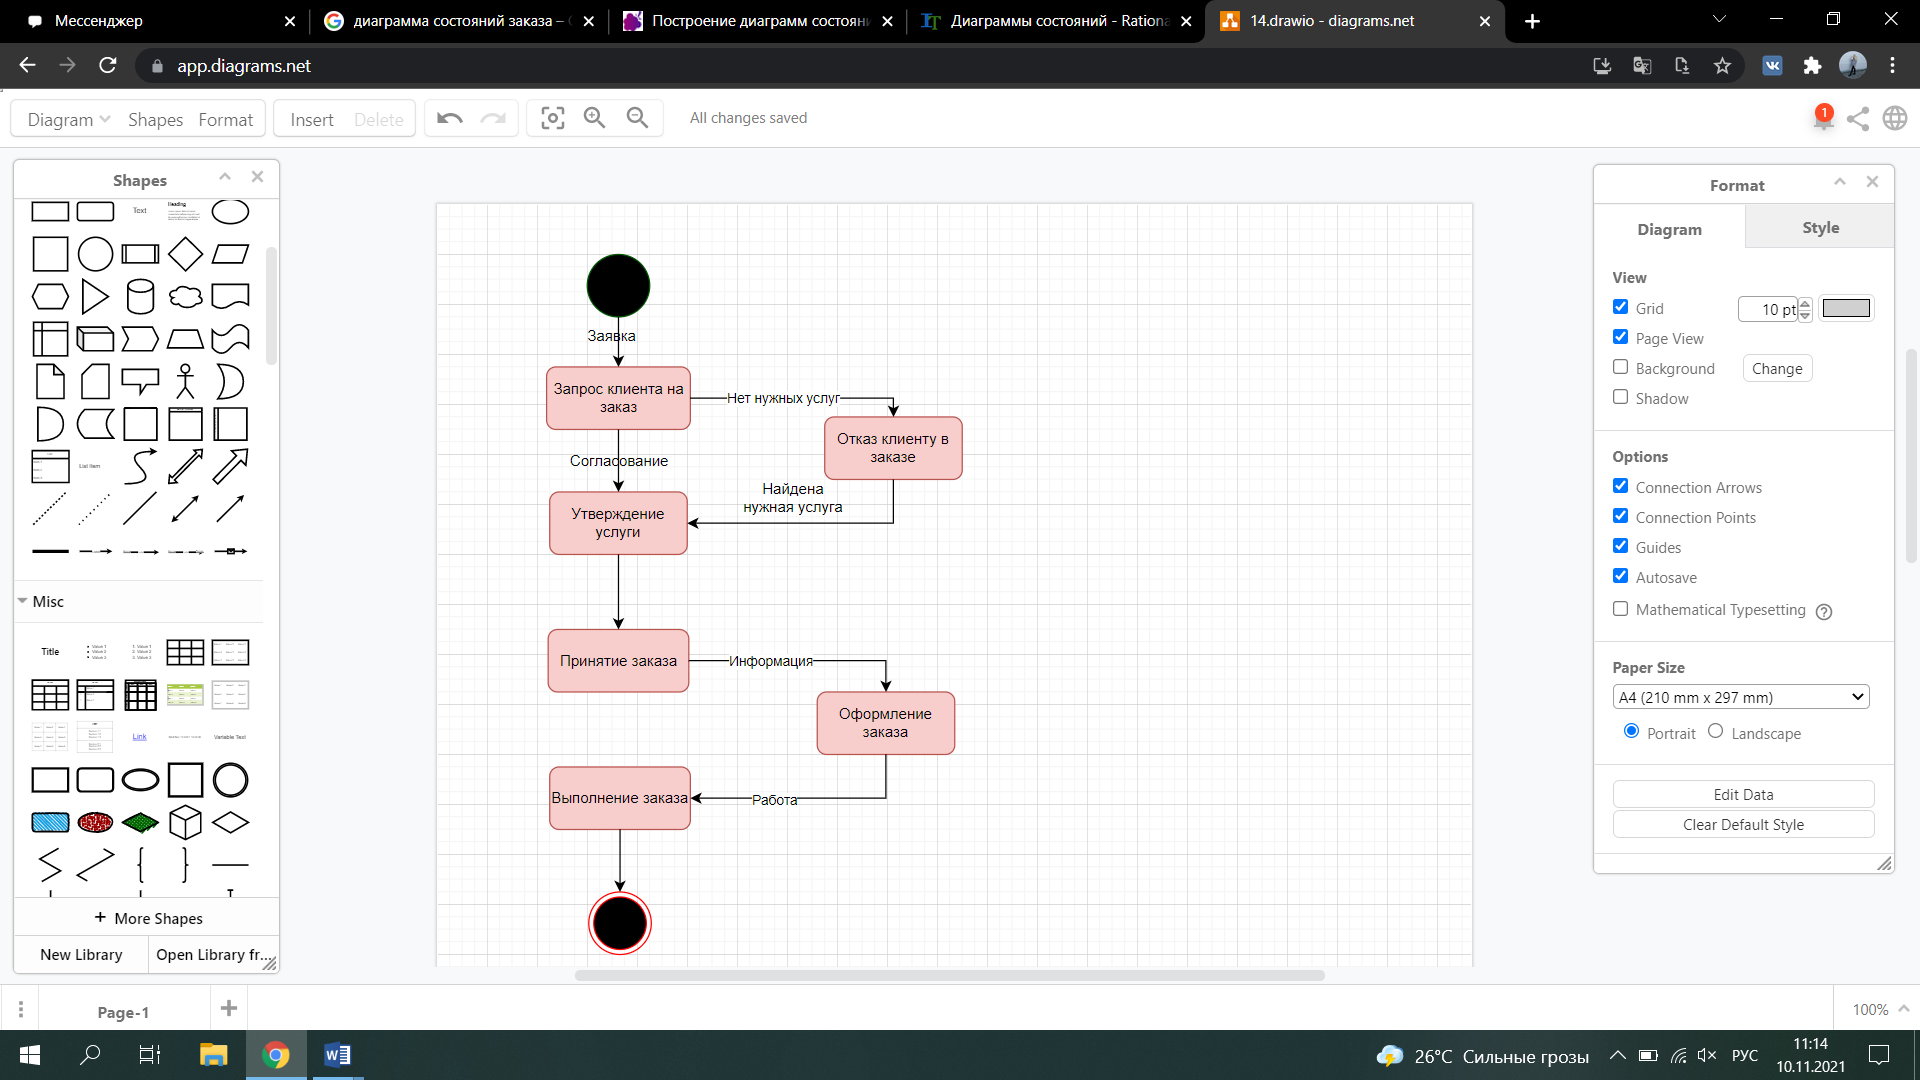 Мессенджер
диаграмма состояний заказа –
Построение диаграмм состояни
Диаграммы состояний - Rationa
14.drawio - diagrams.net
app.diagrams.net
Diagram
Shapes
Format
Insert
Delete
All changes saved
1
Shapes
Text
Heading
List Item
Misc
Title
Link
Variable Text
+ More Shapes
New Library
Open Library fr...
Заявка
Запрос клиента на
заказ
Нет нужных услуг
Отказ клиенту в
заказе
Согласование
Найдена
нужная услуга
Утверждение
услуги
Принятие заказа
Информация
Оформление
заказа
Выполнение заказа
Работа
Format
Diagram
Style
View
Grid
10 pt
Page View
Background
Change
Shadow
Options
Connection Arrows
Connection Points
Guides
Autosave
Mathematical Typesetting
Paper Size
A4 (210 mm x 297 mm)
Portrait
Landscape
Edit Data
Clear Default Style
Page-1
100%
26°C Сильные грозы
РУС
11:14
10.11.2021